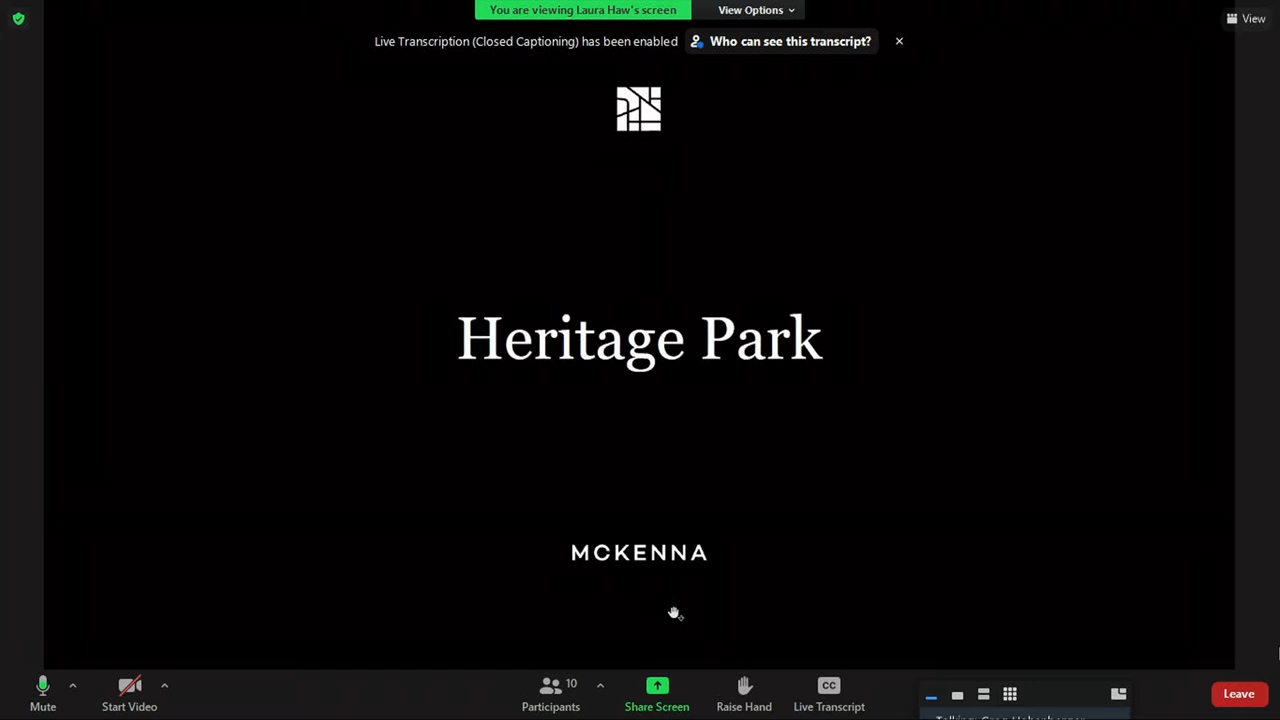 You are viewing Laura Haw's screen
View Options
View
Live Transcription (Closed Captioning) has been enabled
Who can see this transcript?
Heritage Park
MCKENNA
Mute
Start Video
Participants
10
Share Screen
Raise Hand
CC
Live Transcript
Leave